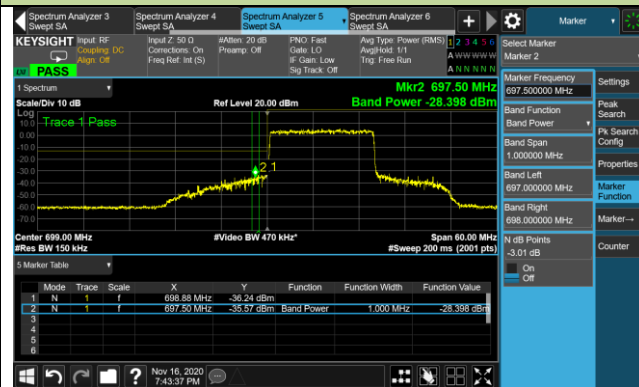 Spectrum Analyzer 3
Swept SA
Spectrum Analyzer 4
Swept SA
Spectrum Analyzer 5
Swept SA
Spectrum Analyzer 6
Swept SA
Marker
KEYSIGHT
Input: RF
Coupling: DC
Align: Off
Input Z: 50 Ω
Corrections: On
Freq Ref: Int (S)
#Atten: 20 dB
Preamp: Off
PNO: Fast
Gate: LO
IF Gain: Low
Sig Track: Off
Avg Type: Power (RMS)
Avg|Hold: 1/1
Trig: Free Run
1 2 3 4 5 6
A W W W W W
A N N N N N
PASS
1 Spectrum
Scale/Div 10 dB
Ref Level 20.00 dBm
Mkr2 697.50 MHz
Band Power -28.398 dBm
Log
Trace 1 Pass
10.0
0.00
-10.0
-20.0
-30.0
-40.0
-50.0
-60.0
-70.0
2 1
Center 699.00 MHz
#Video BW 470 kHz*
Span 60.00 MHz
#Res BW 150 kHz
#Sweep 200 ms (2001 pts)
5 Marker Table
Mode Trace Scale X Y Function Function Width Function Value
1 N 1 f 698.88 MHz -36.24 dBm
2 N 1 f 697.50 MHz -35.57 dBm Band Power 1.000 MHz -28.398 dBm
3
4
5
6
Nov 16, 2020
7:43:37 PM
Select Marker
Marker 2
Marker Frequency
697.500000 MHz
Band Function
Band Power
Band Span
1.000000 MHz
Band Left
697.000000 MHz
Band Right
698.000000 MHz
N dB Points
-3.01 dB
On
Off
Settings
Peak
Search
Pk Search
Config
Properties
Marker
Function
Marker→
Counter